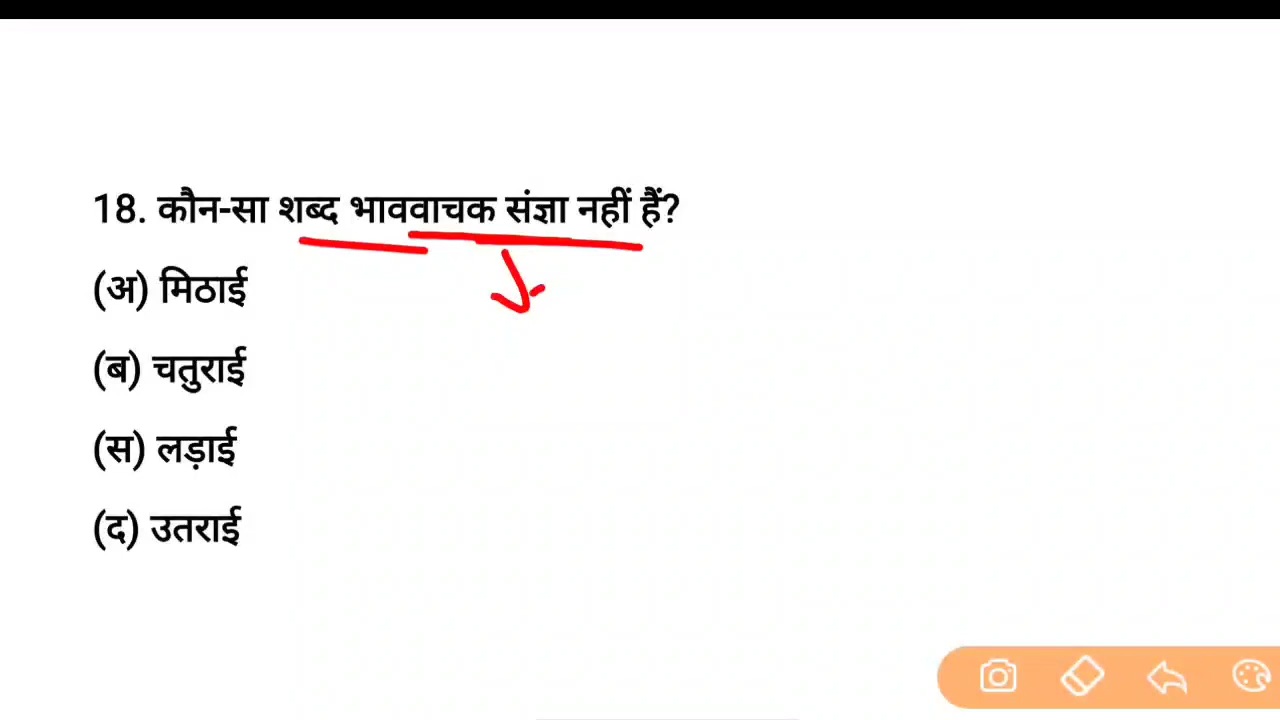 18. कौन-सा शब्द भाववाचक संज्ञा नहीं हैं?
(अ) मिठाई
(ब) चतुराई
(स) लड़ाई
(द) उतराई